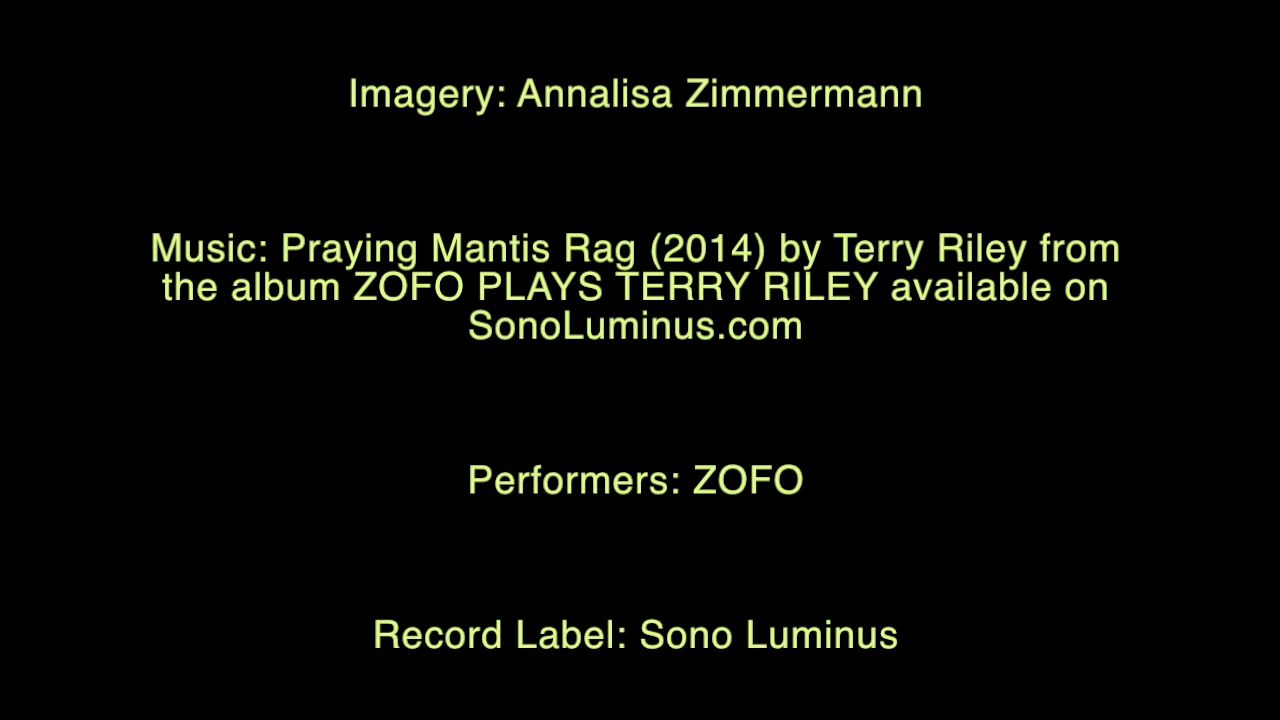 Imagery: Annalisa Zimmermann
Music: Praying Mantis Rag (2014) by Terry Riley from
the album ZOFO PLAYS TERRY RILEY available on
SonoLuminus.com
Performers: ZOFO
Record Label: Sono Luminus